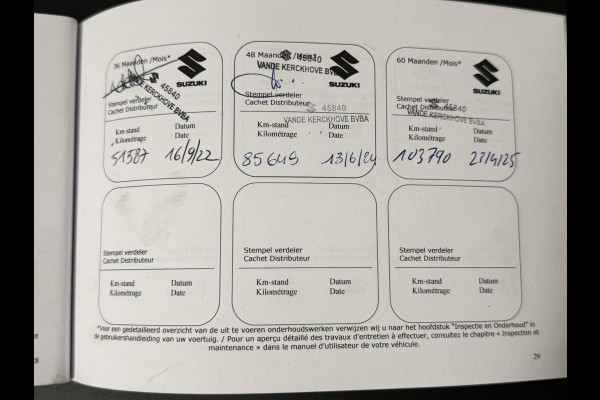 36 Maanden /Mois*
SUZUKI
45840
VANDE KERCKHOVE BVBA
Stempel verdeler
Cachet Distributeur
Km-stand Datum
Kilométrage Date
51387 16/9/22
48 Maanden /Mois*
SUZUKI
45840
VANDE KERCKHOVE BVBA
Stempel verdeler
Cachet Distributeur
45840
VANDE KERCKHOVE BVBA
Km-stand Datum
Kilométrage Date
85649 13/6/24
60 Maanden /Mois*
SUZUKI
Stempel verdeler
Cachet Distributeur
45840
VANDE KERCKHOVE BVBA
Km-stand Datum
Kilométrage Date
103790 23/4/25
Stempel verdeler
Cachet Distributeur
Km-stand Datum
Kilométrage Date
Stempel verdeler
Cachet Distributeur
Km-stand Datum
Kilométrage Date
Stempel verdeler
Cachet Distributeur
Km-stand Datum
Kilométrage Date
*Voor een gedetailleerd overzicht van de uit te voeren onderhoudswerken verwijzen wij u naar het hoofdstuk "Inspectie en Onderhoud" in
de gebruikershandleiding van uw voertuig. / Pour un aperçu détaillé des travaux d'entretien à effectuer, consultez le chapitre « Inspection et
maintenance » dans le manuel d'utilisateur de votre véhicule.
29